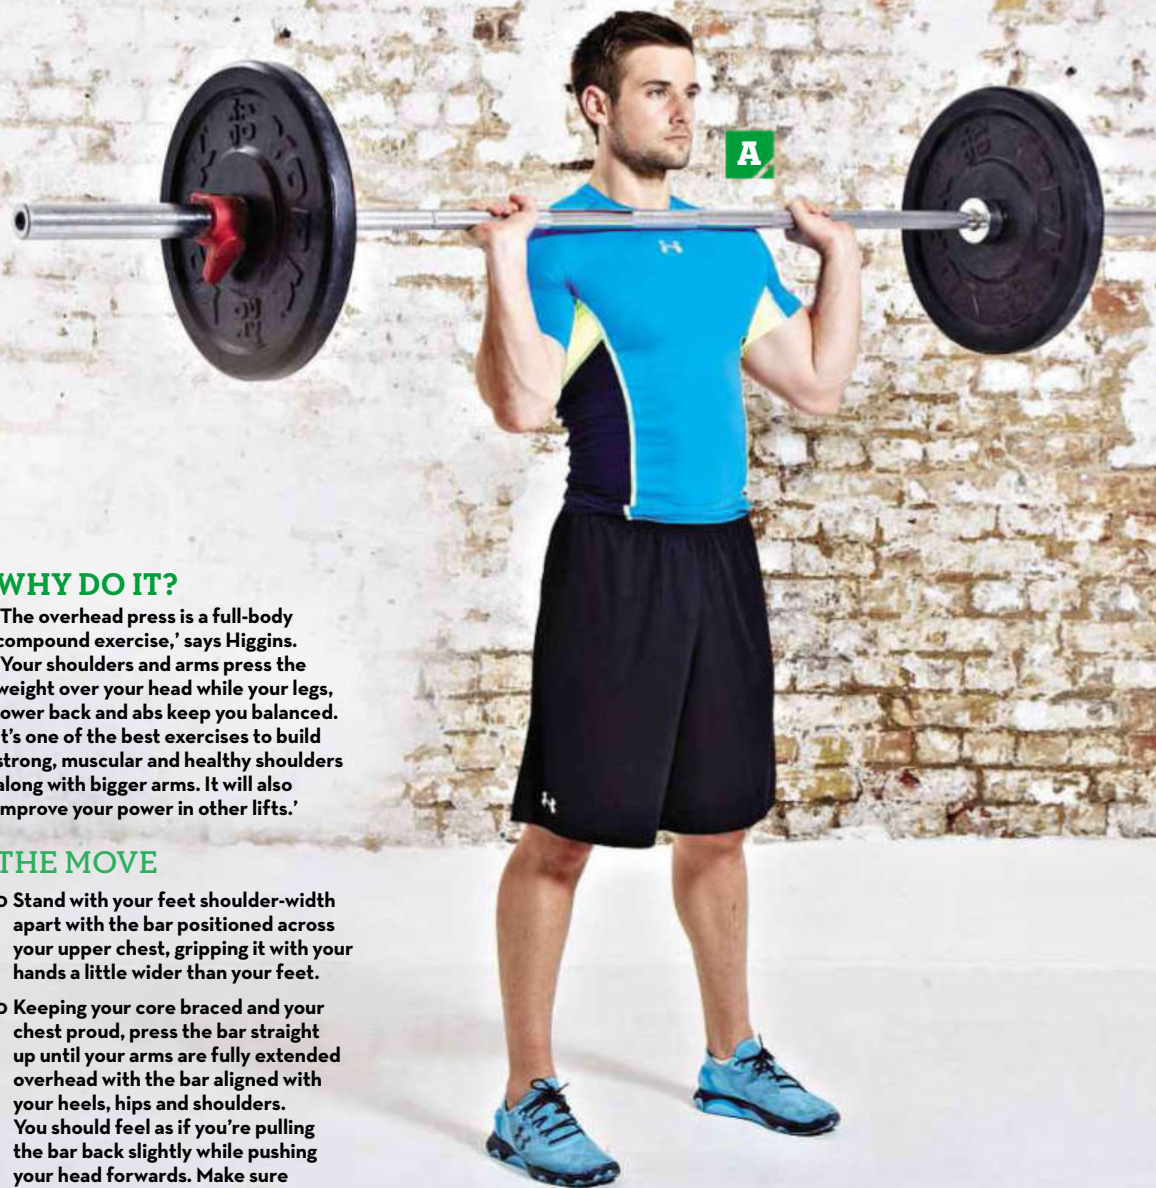 A
WHY DO IT?
The overhead press is a full-body
compound exercise,’ says Higgins.
Your shoulders and arms press the
weight over your head while your legs,
ower back and abs keep you balanced.
t’s one of the best exercises to build
strong, muscular and healthy shoulders
along with bigger arms. It will also
mprove your power in other lifts.’
THE MOVE
Stand with your feet shoulder-width
apart with the bar positioned across
your upper chest, gripping it with your
hands a little wider than your feet.
Keeping your core braced and your
chest proud, press the bar straight
up until your arms are fully extended
overhead with the bar aligned with
your heels, hips and shoulders.
You should feel as if you’re pulling
the bar back slightly while pushing
your head forwards. Make sure